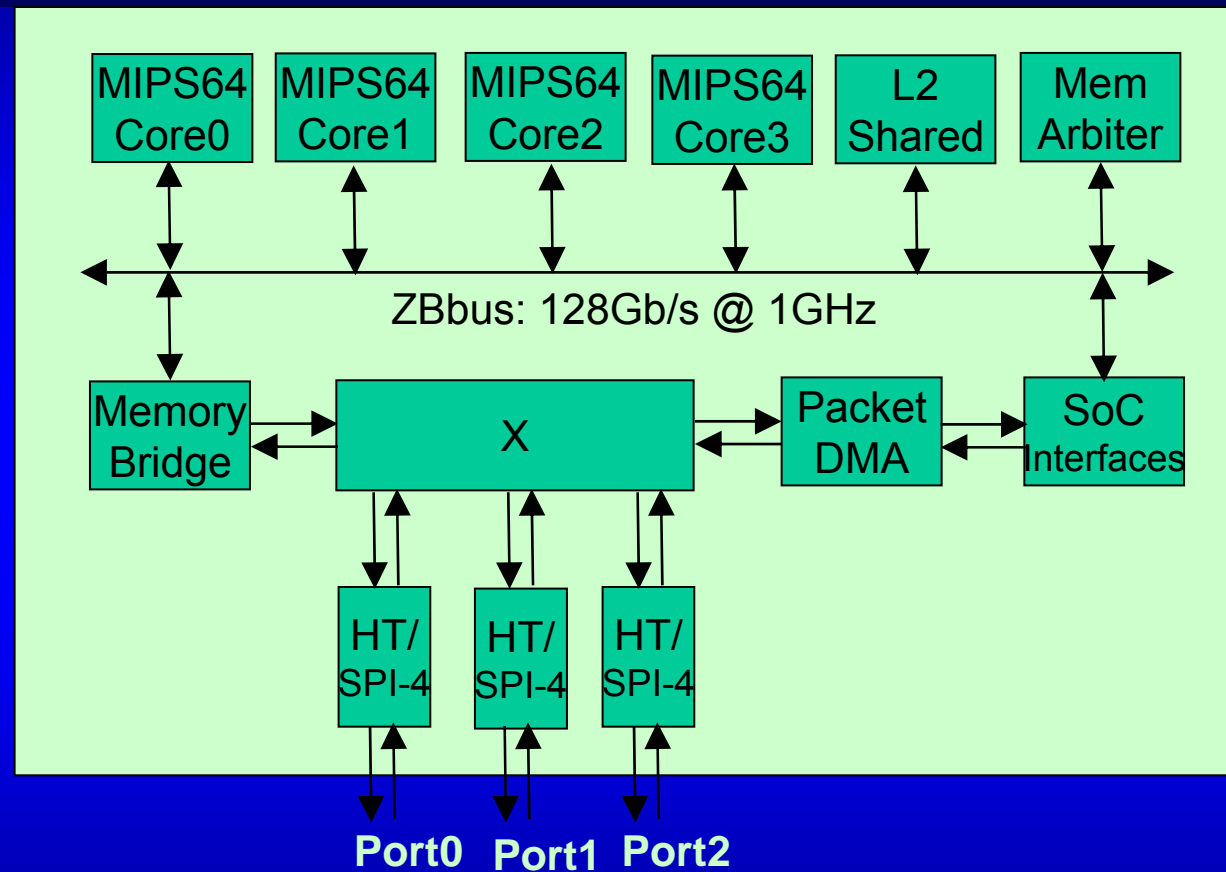 MIPS64
Core0
MIPS64
Core1
MIPS64
Core2
MIPS64
Core3
L2
Shared
Mem
Arbiter
ZBbus: 128Gb/s @ 1GHz
Memory
Bridge
X
Packet
DMA
SoC
Interfaces
HT/
SPI-4
HT/
SPI-4
HT/
SPI-4
Port0
Port1
Port2